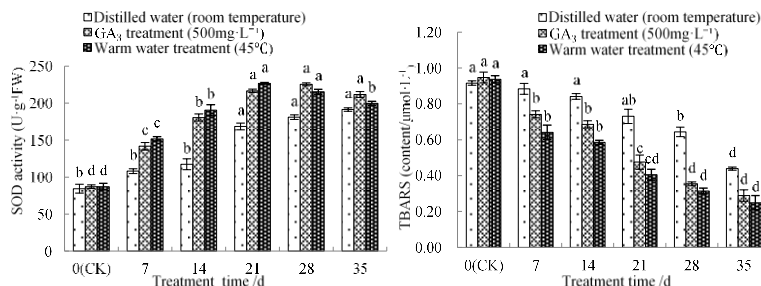 Distilled water (room temperature)
GA₃ treatment (500mg·L⁻¹)
Warm water treatment (45℃)
SOD activity (U·g⁻¹FW)
250
200
150
100
50
0
b d d
b c c
b b b
a a a
a a a
a a b
0(CK) 7 14 21 28 35
Treatment time /d
Distilled water (room temperature)
GA₃ treatment (500mg·L⁻¹)
Warm water treatment (45℃)
TBARS (content/μmol·L⁻¹)
1.20
1.00
0.80
0.60
0.40
0.20
0.00
a a a
a b b
a b b
ab c cd
b d d
d d d
0(CK) 7 14 21 28 35
Treatment time /d